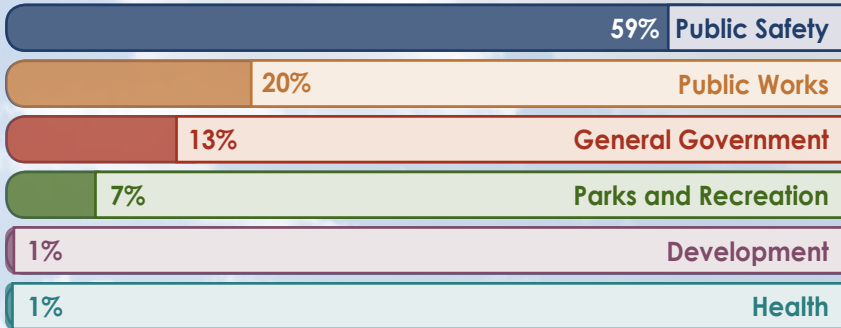 59% Public Safety
20% Public Works
13% General Government
7% Parks and Recreation
1% Development
1% Health